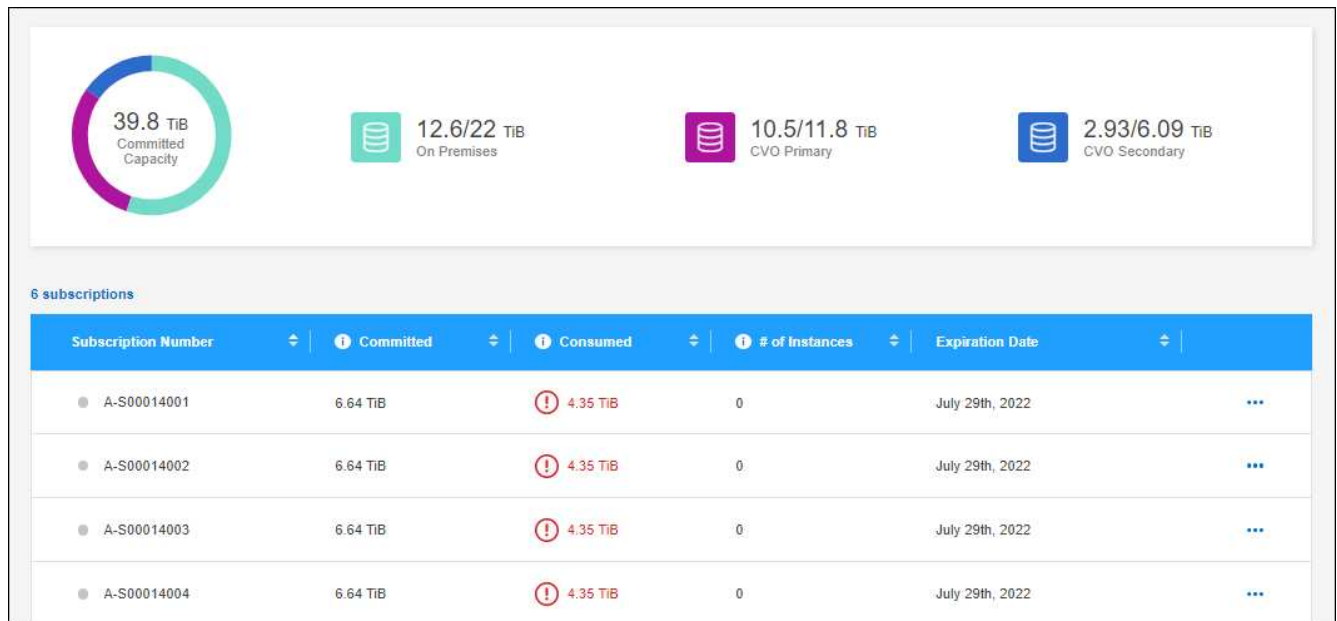 39.8 TiB
Committed
Capacity
12.6/22 TiB
On Premises
10.5/11.8 TiB
CVO Primary
2.93/6.09 TiB
CVO Secondary
6 subscriptions
Subscription Number Committed Consumed # of Instances Expiration Date
A-S00014001 6.64 TiB 4.35 TiB 0 July 29th, 2022
A-S00014002 6.64 TiB 4.35 TiB 0 July 29th, 2022
A-S00014003 6.64 TiB 4.35 TiB 0 July 29th, 2022
A-S00014004 6.64 TiB 4.35 TiB 0 July 29th, 2022